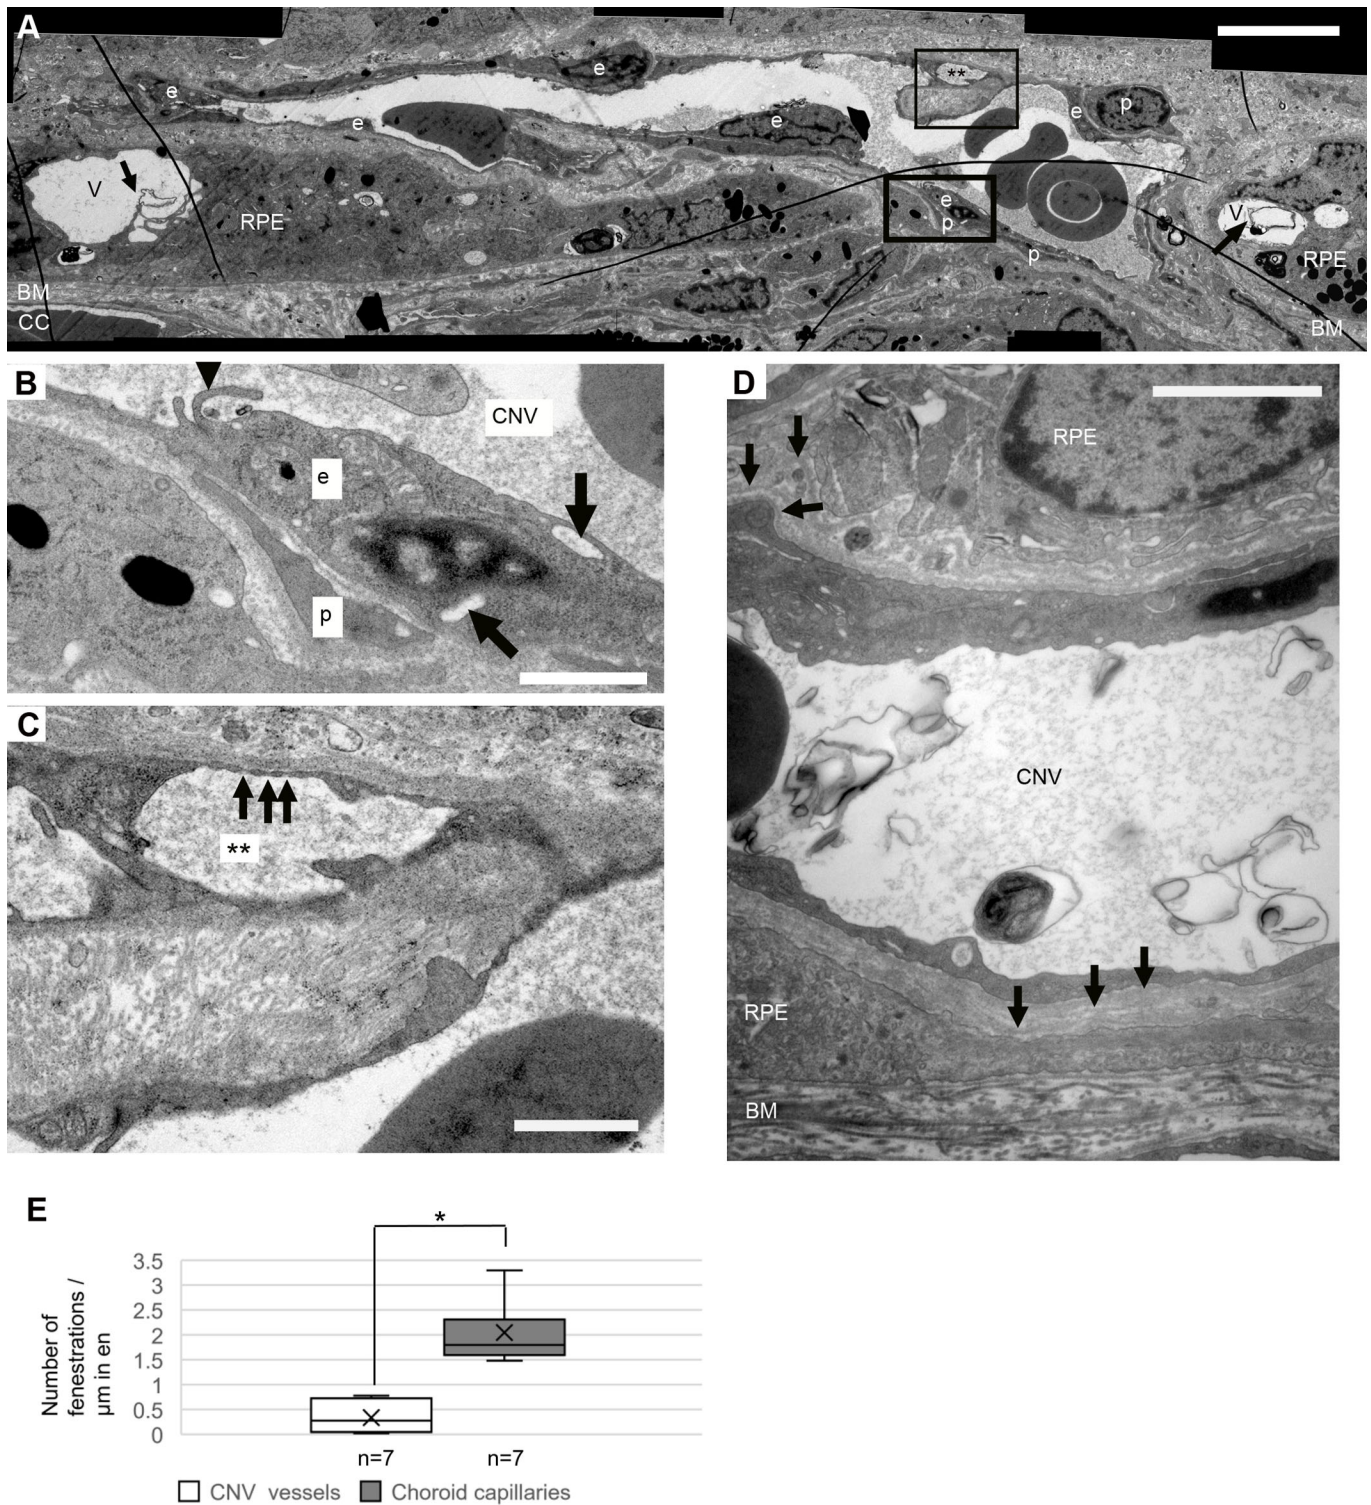 A
e
e
**
e
p
e
e
V
RPE
e
p
V
p
RPE
BM
CC
BM
B
CNV
e
p
C
**
D
RPE
CNV
RPE
BM
E
*
Number of
fenestrations /
µm in en
3.5
3
2.5
2
1.5
1
0.5
0
n=7 n=7
CNV vessels Choroid capillaries